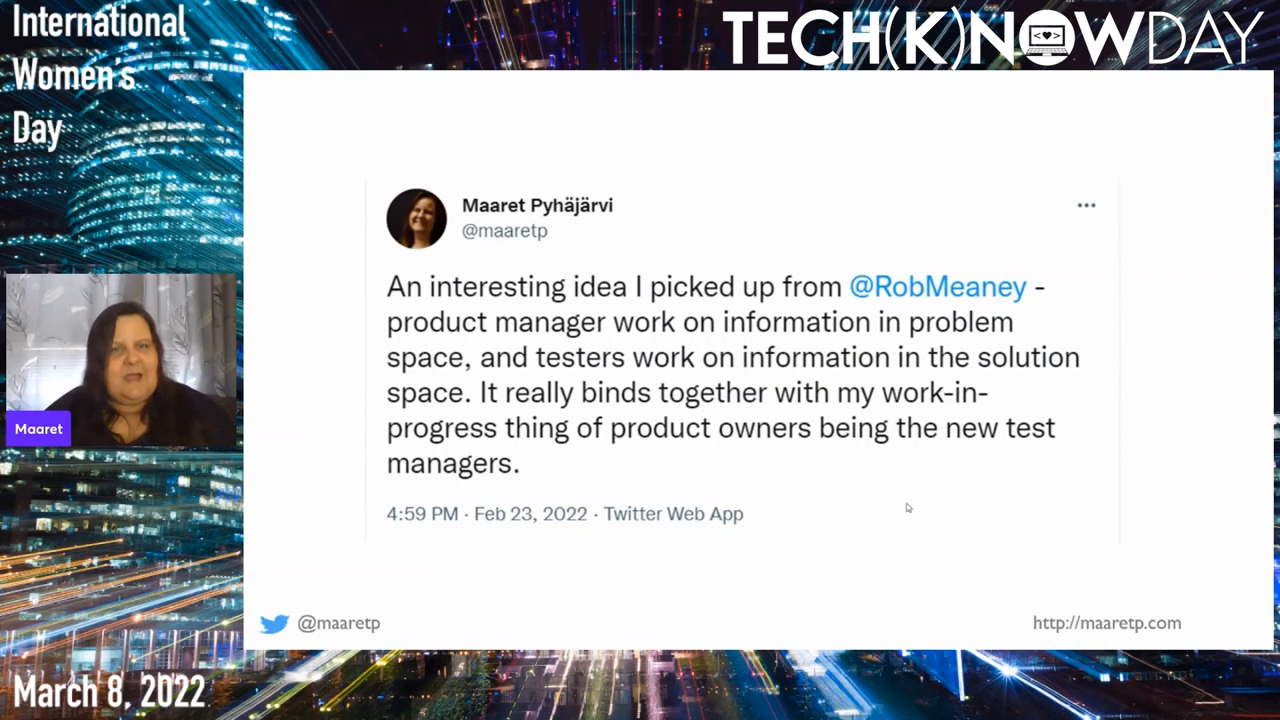 International
Women's
Day
TECH(K)NOWDAY
Maaret Pyhäjärvi
@maaretp
An interesting idea I picked up from @RobMeaney -
product manager work on information in problem
space, and testers work on information in the solution
space. It really binds together with my work-in-
progress thing of product owners being the new test
managers.
4:59 PM · Feb 23, 2022 · Twitter Web App
Maaret
@maaretp
http://maaretp.com
March 8, 2022